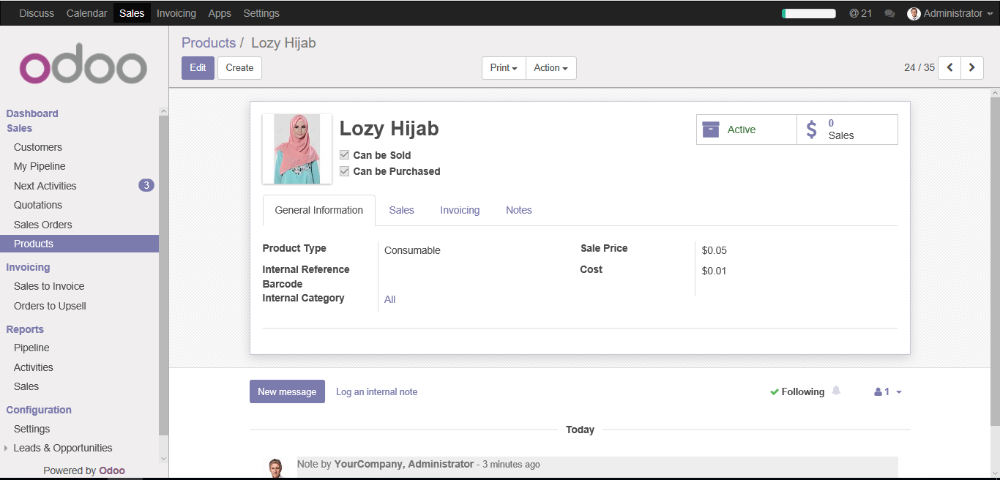 Discuss Calendar Sales Invoicing Apps Settings @ 21 Administrator
odoo
Products / Lozy Hijab
Edit Create Print Action 24 / 35
Dashboard
Sales
Customers
My Pipeline
Next Activities 3
Quotations
Sales Orders
Products
Invoicing
Sales to Invoice
Orders to Upsell
Reports
Pipeline
Activities
Sales
Configuration
Settings
Leads & Opportunities
Powered by Odoo
Lozy Hijab
Can be Sold
Can be Purchased
Active
0
Sales
General Information Sales Invoicing Notes
Product Type Consumable
Internal Reference
Barcode
Internal Category All
Sale Price $0.05
Cost $0.01
New message Log an internal note Following 1
Today
Note by YourCompany, Administrator - 3 minutes ago